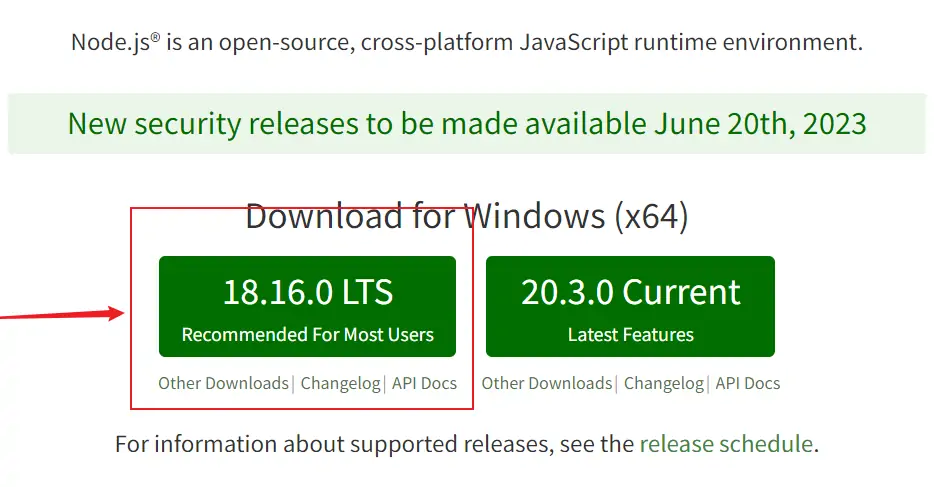 Node.js® is an open-source, cross-platform JavaScript runtime environment.
New security releases to be made available June 20th, 2023
Download for Windows (x64)
18.16.0 LTS
Recommended For Most Users
Other Downloads | Changelog | API Docs
20.3.0 Current
Latest Features
Other Downloads | Changelog | API Docs
For information about supported releases, see the release schedule.